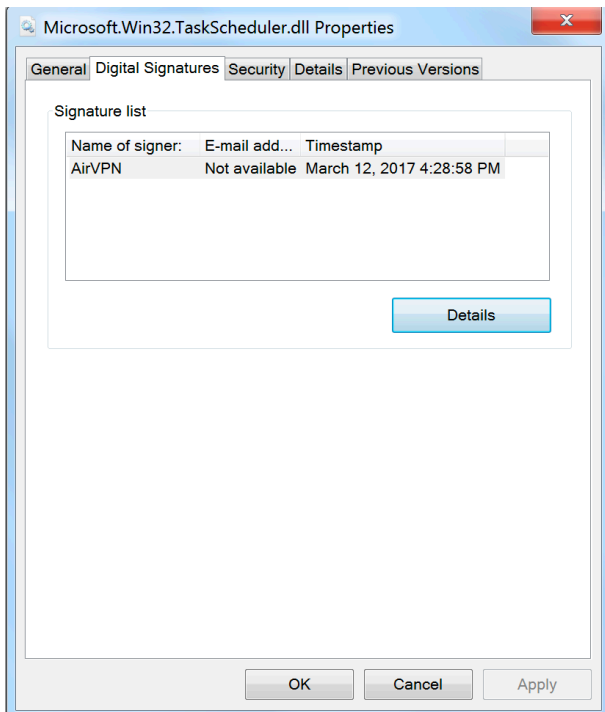 Microsoft.Win32.TaskScheduler.dll Properties
General Digital Signatures Security Details Previous Versions
Signature list
Name of signer: E-mail add... Timestamp
AirVPN Not available March 12, 2017 4:28:58 PM
Details
OK Cancel Apply